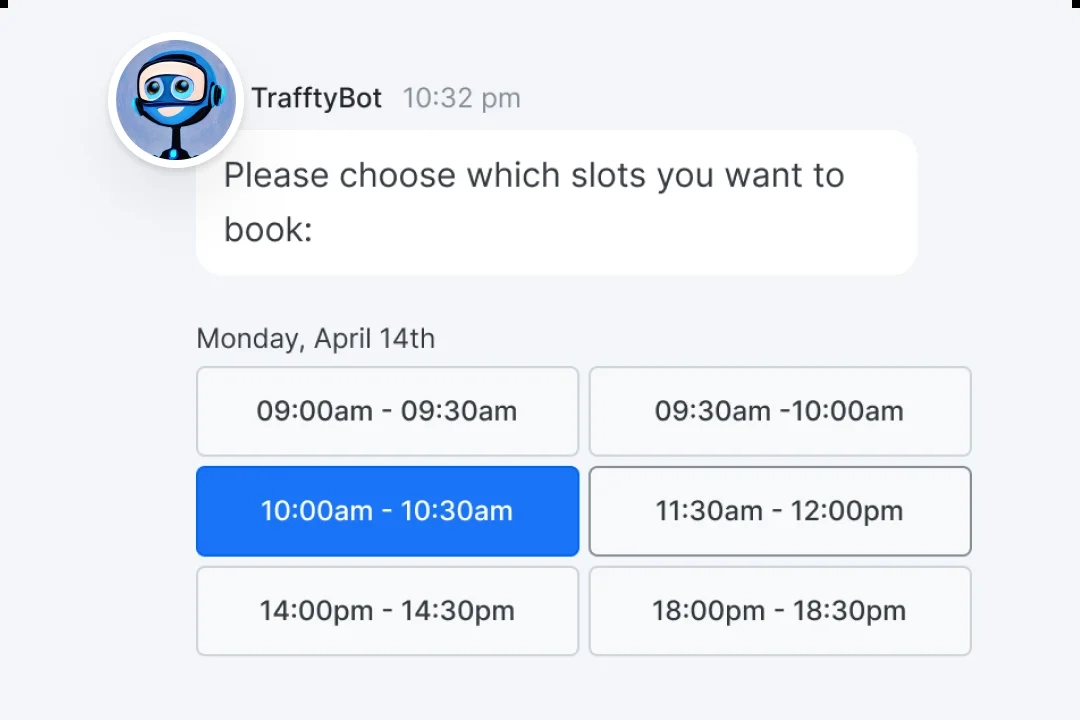 TrafftyBot 10:32 pm
Please choose which slots you want to
book:
Monday, April 14th
09:00am - 09:30am
09:30am -10:00am
10:00am - 10:30am
11:30am - 12:00pm
14:00pm - 14:30pm
18:00pm - 18:30pm